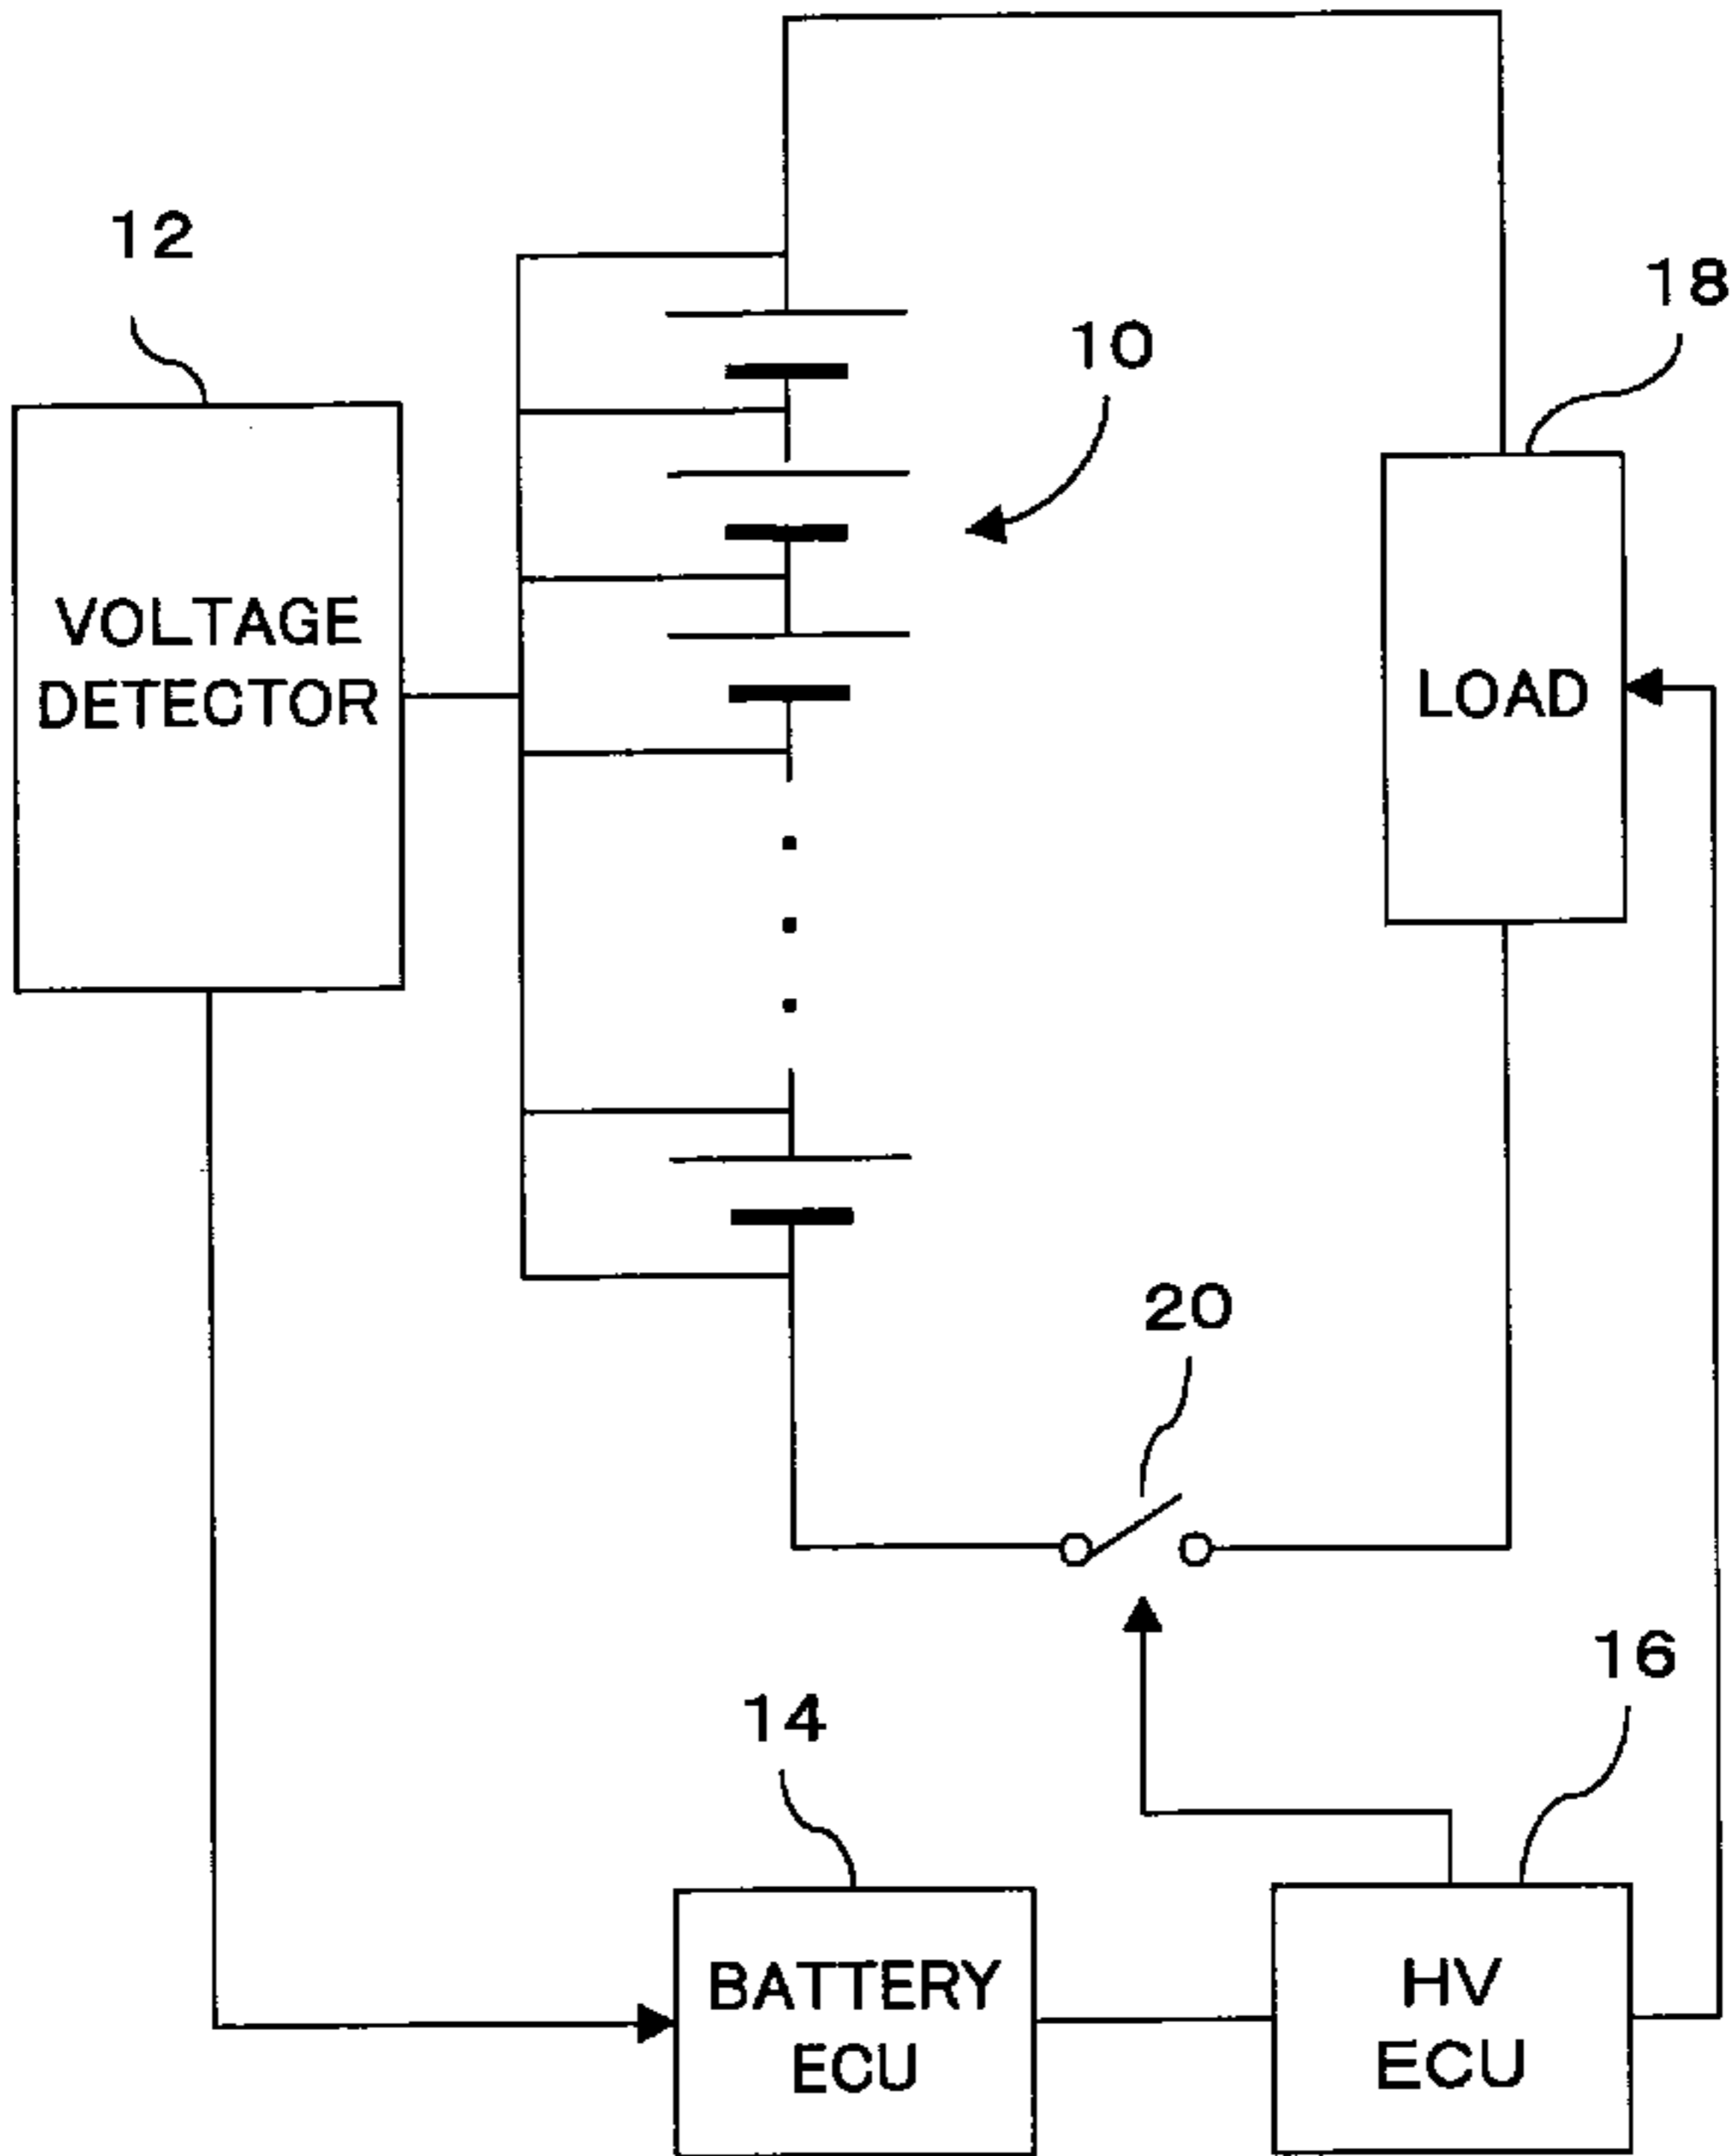 12
18
10
VOLTAGE
DETECTOR
LOAD
20
16
14
BATTERY
ECU
HV
ECU